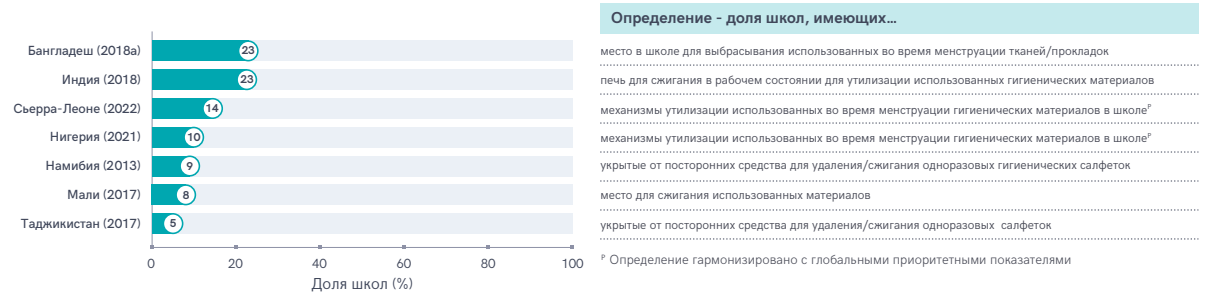 Определение - доля школ, имеющих...
Бангладеш (2018a) 23 место в школе для выбрасывания использованных во время менструации тканей/прокладок
Индия (2018) 23 печь для сжигания в рабочем состоянии для утилизации использованных гигиенических материалов
Сьерра-Леоне (2022) 14 механизмы утилизации использованных во время менструации гигиенических материалов в школеᴾ
Нигерия (2021) 10 механизмы утилизации использованных во время менструации гигиенических материалов в школеᴾ
Намибия (2013) 9 укрытые от посторонних средства для удаления/сжигания одноразовых гигиенических салфеток
Мали (2017) 8 место для сжигания использованных материалов
Таджикистан (2017) 5 укрытые от посторонних средства для удаления/сжигания одноразовых салфеток
0 20 40 60 80 100
Доля школ (%)
ᴾ Определение гармонизировано с глобальными приоритетными показателями